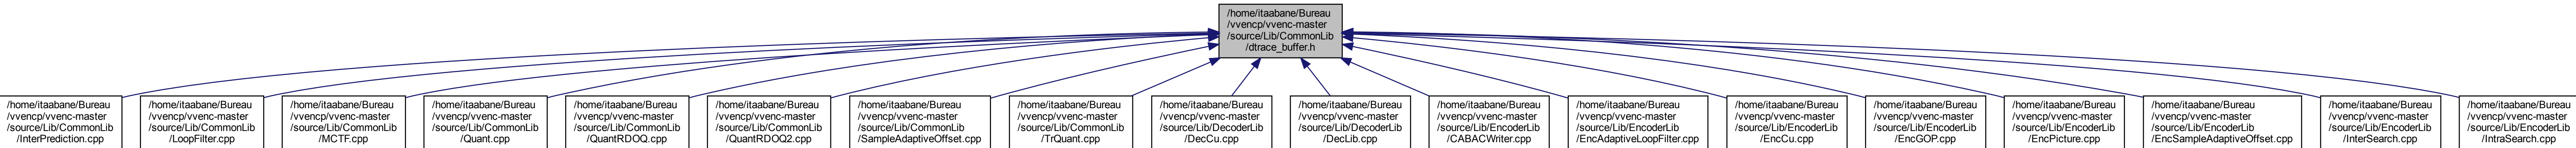 /home/itaabane/Bureau
/vvencp/vvenc-master
/source/Lib/CommonLib
/dtrace_buffer.h
/home/itaabane/Bureau
/vvencp/vvenc-master
/source/Lib/CommonLib
/InterPrediction.cpp
/home/itaabane/Bureau
/vvencp/vvenc-master
/source/Lib/CommonLib
/LoopFilter.cpp
/home/itaabane/Bureau
/vvencp/vvenc-master
/source/Lib/CommonLib
/MCTF.cpp
/home/itaabane/Bureau
/vvencp/vvenc-master
/source/Lib/CommonLib
/Quant.cpp
/home/itaabane/Bureau
/vvencp/vvenc-master
/source/Lib/CommonLib
/QuantRDOQ.cpp
/home/itaabane/Bureau
/vvencp/vvenc-master
/source/Lib/CommonLib
/QuantRDOQ2.cpp
/home/itaabane/Bureau
/vvencp/vvenc-master
/source/Lib/CommonLib
/SampleAdaptiveOffset.cpp
/home/itaabane/Bureau
/vvencp/vvenc-master
/source/Lib/CommonLib
/TrQuant.cpp
/home/itaabane/Bureau
/vvencp/vvenc-master
/source/Lib/DecoderLib
/DecCu.cpp
/home/itaabane/Bureau
/vvencp/vvenc-master
/source/Lib/DecoderLib
/DecLib.cpp
/home/itaabane/Bureau
/vvencp/vvenc-master
/source/Lib/EncoderLib
/CABACWriter.cpp
/home/itaabane/Bureau
/vvencp/vvenc-master
/source/Lib/EncoderLib
/EncAdaptiveLoopFilter.cpp
/home/itaabane/Bureau
/vvencp/vvenc-master
/source/Lib/EncoderLib
/EncCu.cpp
/home/itaabane/Bureau
/vvencp/vvenc-master
/source/Lib/EncoderLib
/EncGOP.cpp
/home/itaabane/Bureau
/vvencp/vvenc-master
/source/Lib/EncoderLib
/EncPicture.cpp
/home/itaabane/Bureau
/vvencp/vvenc-master
/source/Lib/EncoderLib
/EncSampleAdaptiveOffset.cpp
/home/itaabane/Bureau
/vvencp/vvenc-master
/source/Lib/EncoderLib
/InterSearch.cpp
/home/itaabane/Bureau
/vvencp/vvenc-master
/source/Lib/EncoderLib
/IntraSearch.cpp